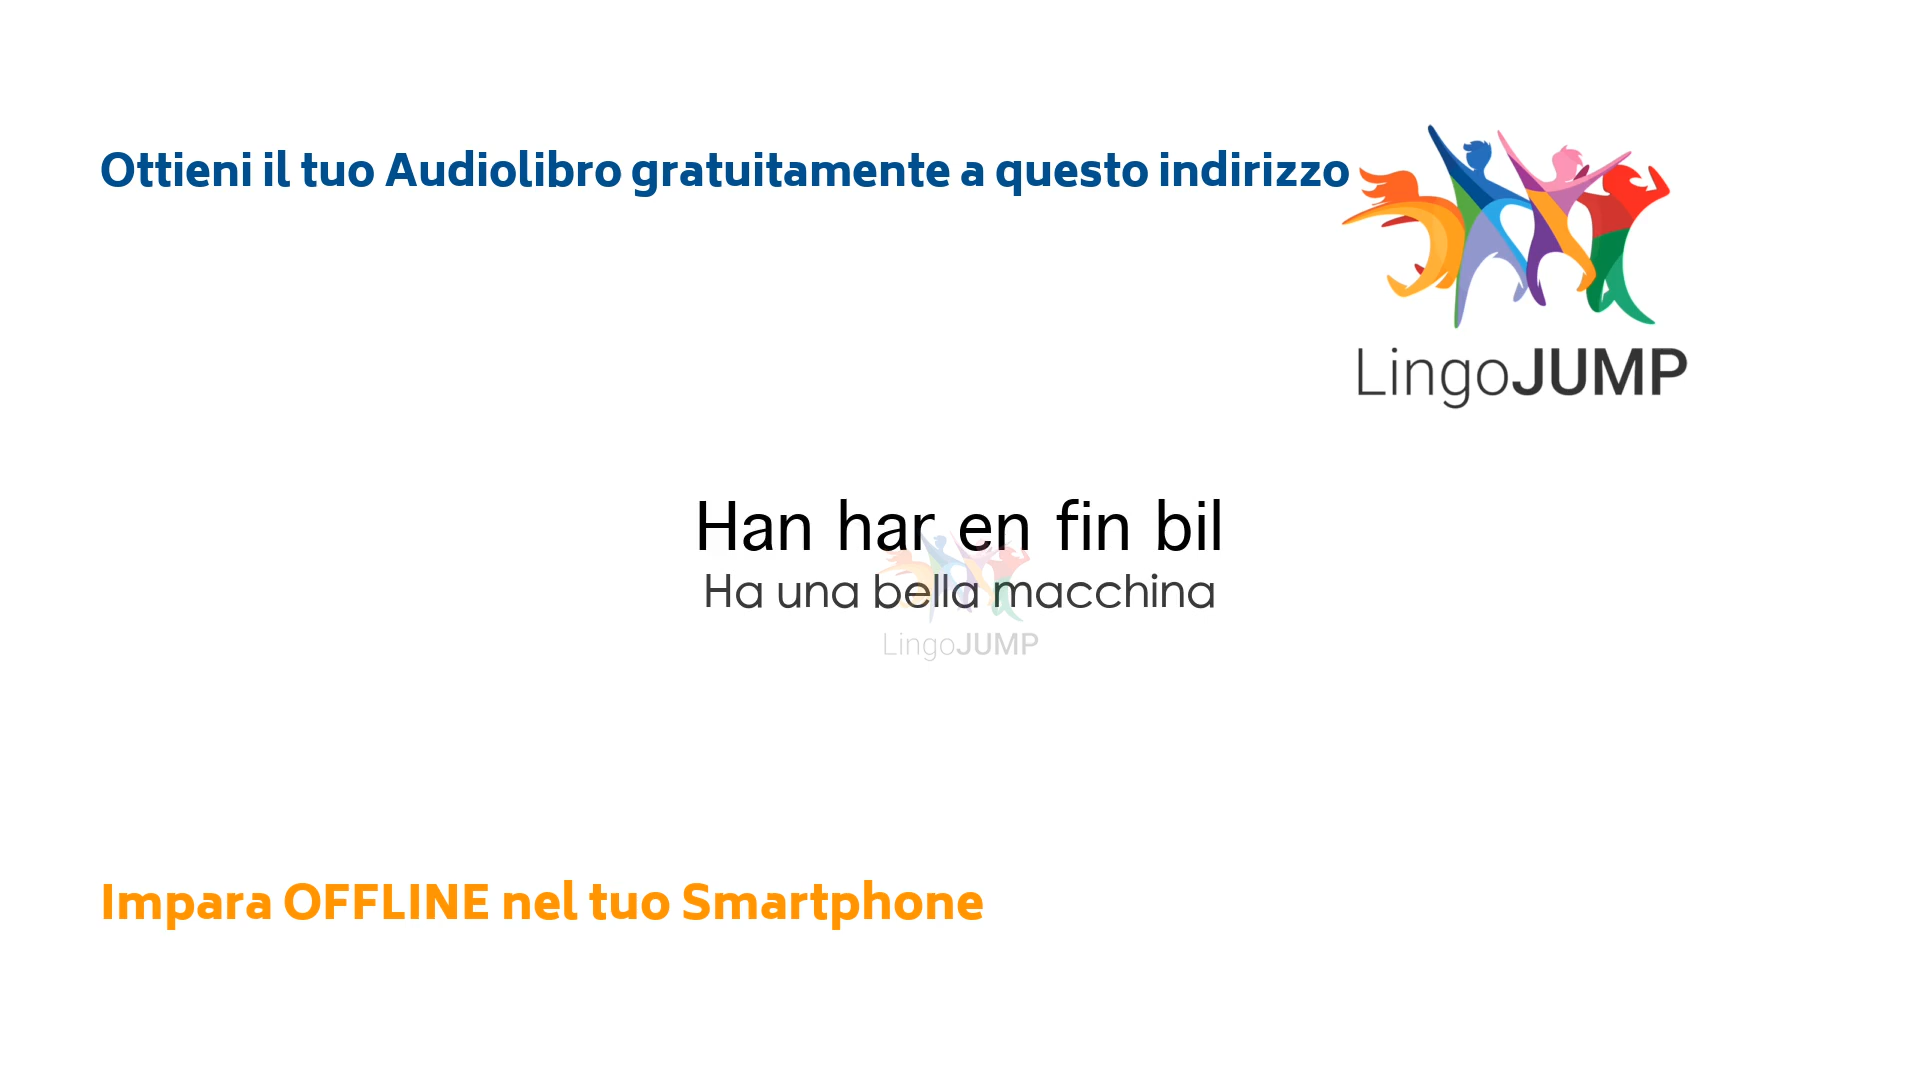 Ottieni il tuo Audiolibro gratuitamente a questo indirizzo
LingoJUMP
Han har en fin bil
Ha una bella macchina
LingoJUMP
Impara OFFLINE nel tuo Smartphone